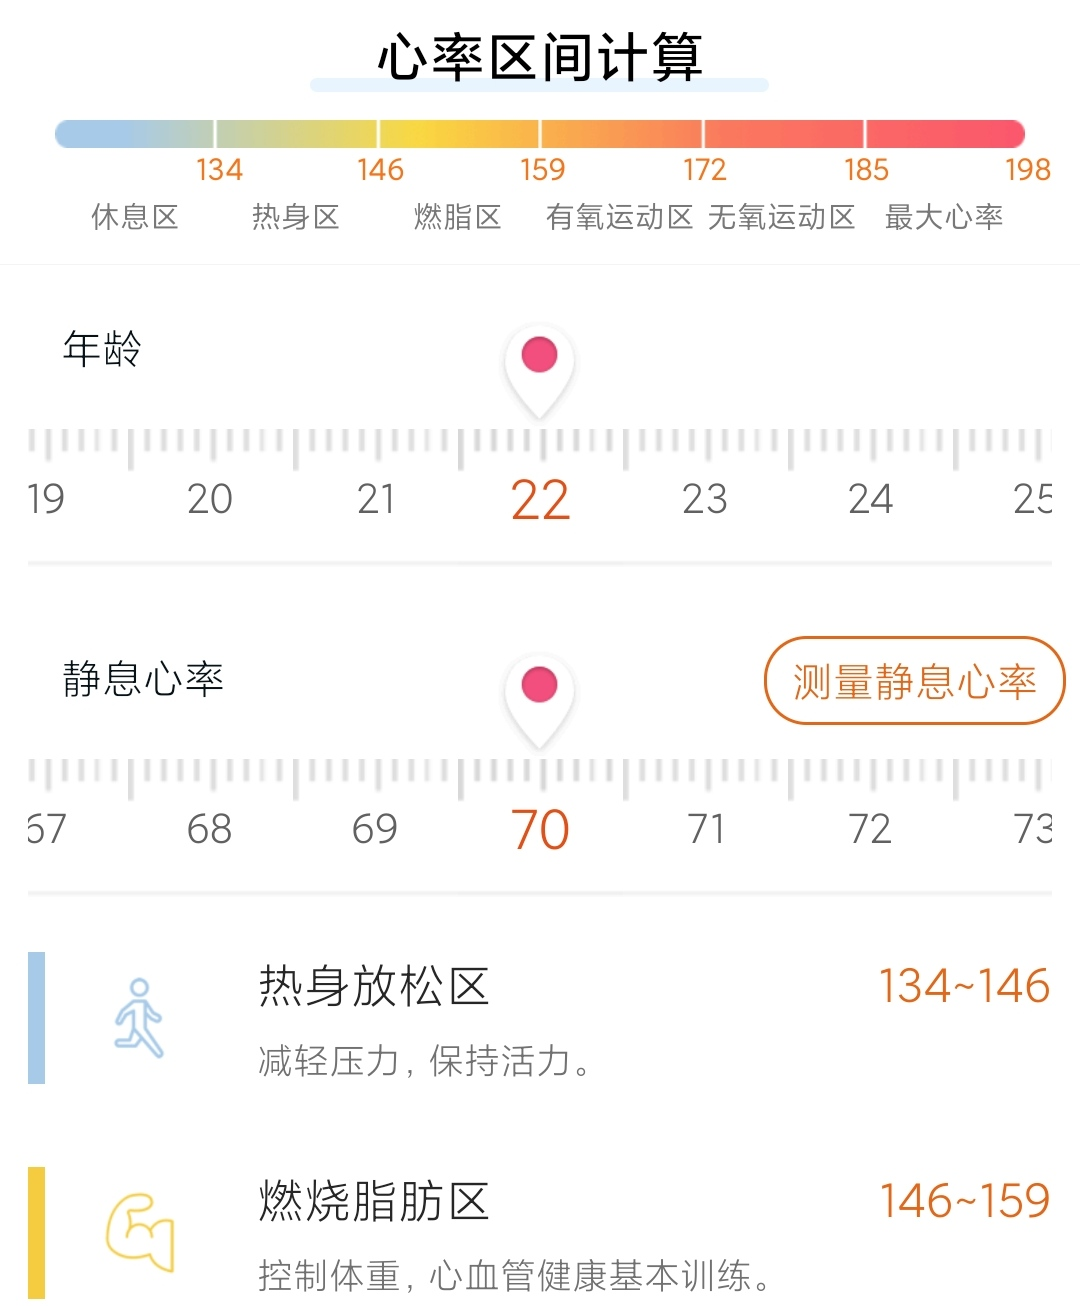 心率区间计算
134 146 159 172 185 198
休息区 热身区 燃脂区 有氧运动区 无氧运动区 最大心率
年龄
19 20 21 22 23 24 25
静息心率 测量静息心率
67 68 69 70 71 72 73
热身放松区 134~146
减轻压力，保持活力。
燃烧脂肪区 146~159
控制体重，心血管健康基本训练。